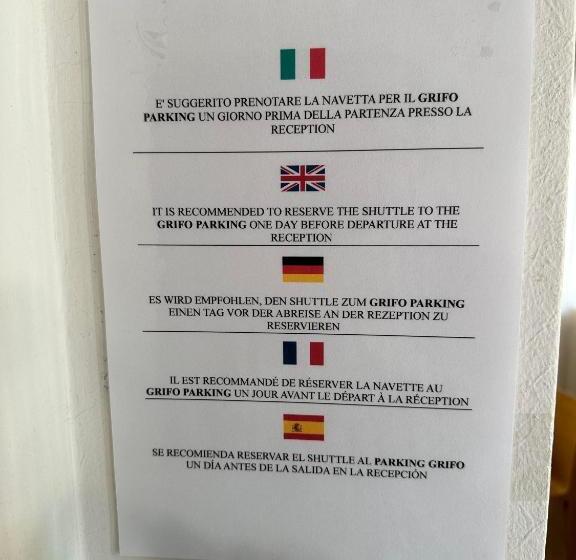 E' SUGGERITO PRENOTARE LA NAVETTA PER IL GRIFO
PARKING UN GIORNO PRIMA DELLA PARTENZA PRESSO LA
RECEPTION
IT IS RECOMMENDED TO RESERVE THE SHUTTLE TO THE
GRIFO PARKING ONE DAY BEFORE DEPARTURE AT THE
RECEPTION
ES WIRD EMPFOHLEN, DEN SHUTTLE ZUM GRIFO PARKING
EINEN TAG VOR DER ABREISE AN DER REZEPTION ZU
RESERVIEREN
IL EST RECOMMANDÉ DE RÉSERVER LA NAVETTE AU
GRIFO PARKING UN JOUR AVANT LE DÉPART À LA RÉCEPTION
SE RECOMIENDA RESERVAR EL SHUTTLE AL PARKING GRIFO
UN DÍA ANTES DE LA SALIDA EN LA RECEPCIÓN